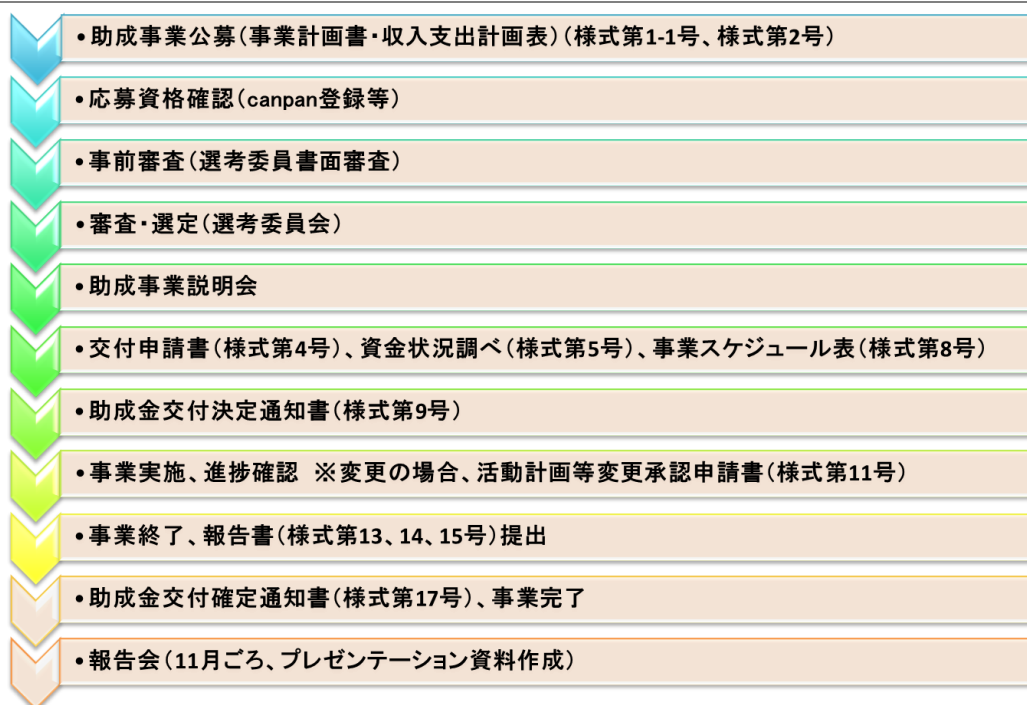 •助成事業公募(事業計画書・収入支出計画表)(様式第1-1号、様式第2号)
•応募資格確認(canpan登録等)
•事前審査(選考委員書面審査)
•審査・選定(選考委員会)
•助成事業説明会
•交付申請書(様式第4号)、資金状況調べ(様式第5号)、事業スケジュール表(様式第8号)
•助成金交付決定通知書(様式第9号)
•事業実施、進捗確認 ※変更の場合、活動計画等変更承認申請書(様式第11号)
•事業終了、報告書(様式第13、14、15号)提出
•助成金交付確定通知書(様式第17号)、事業完了
•報告会(11月ごろ、プレゼンテーション資料作成)